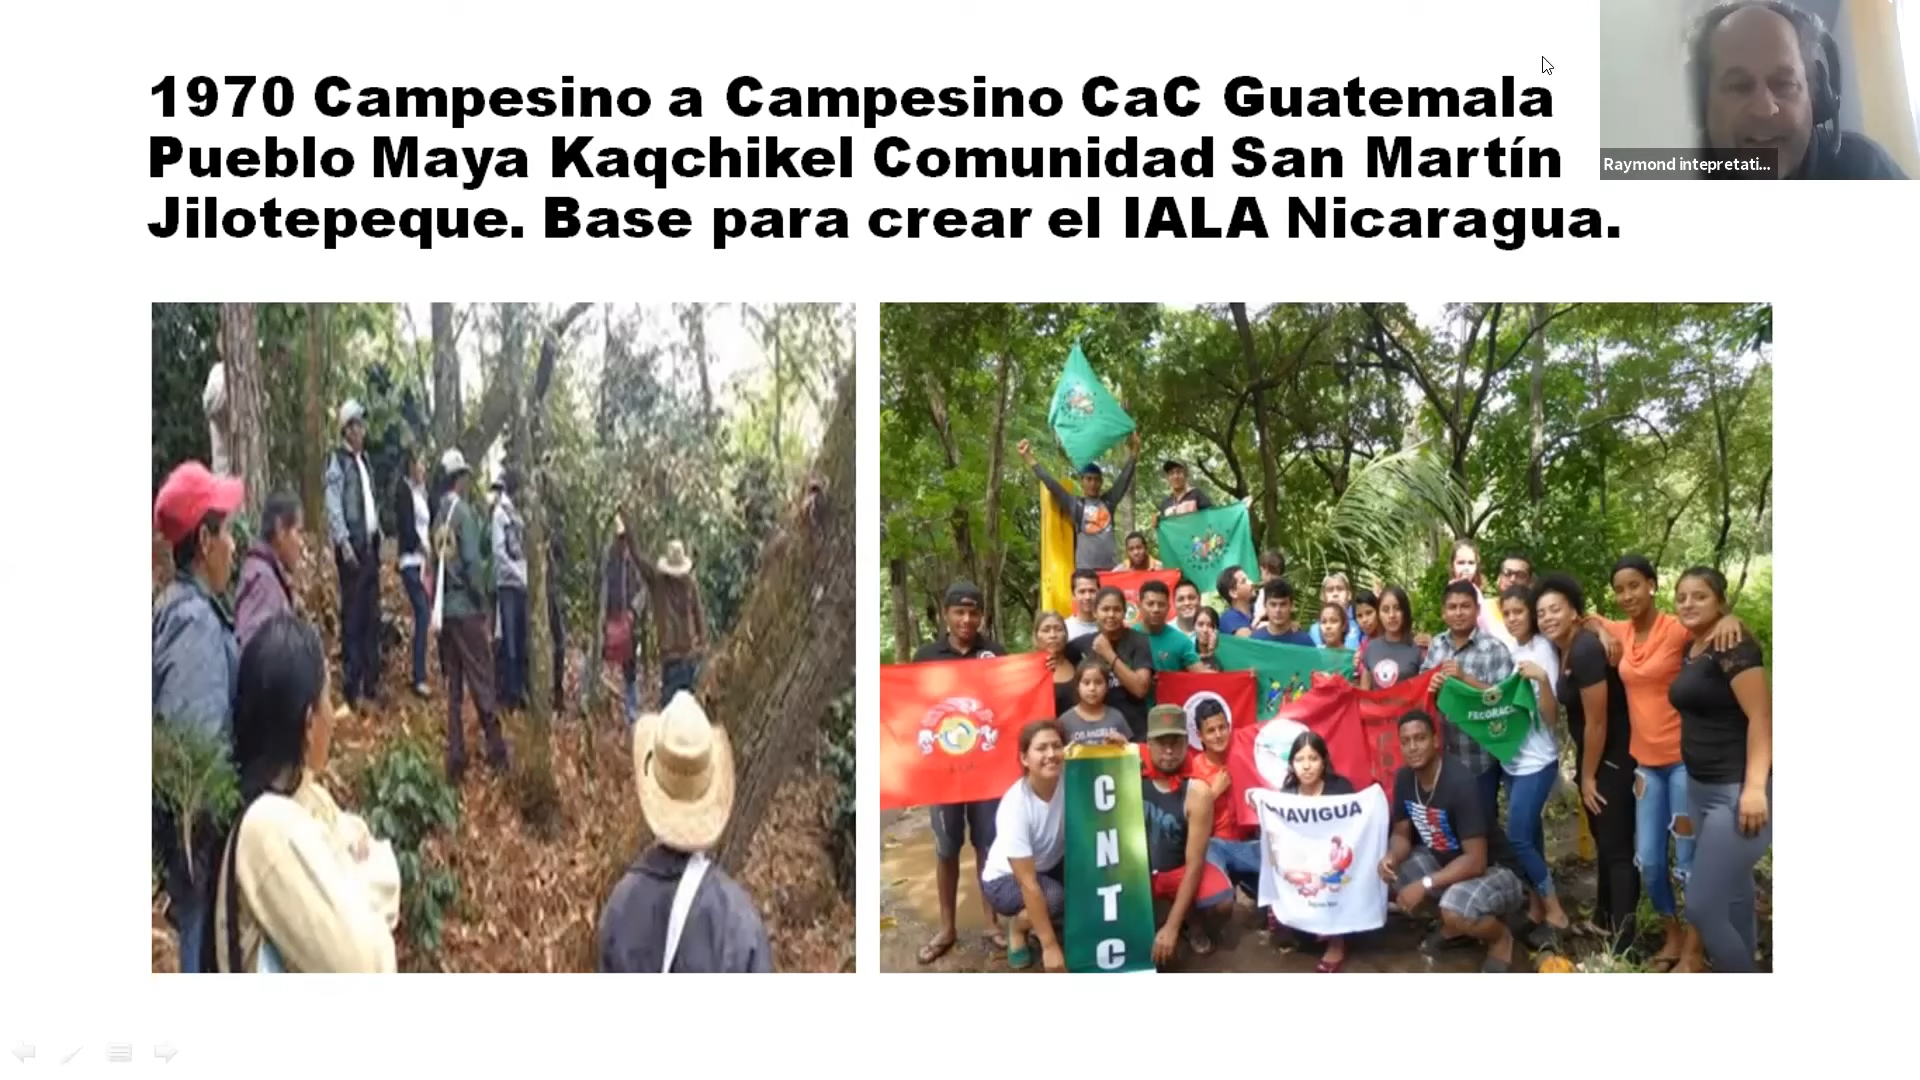 1970 Campesino a Campesino CaC Guatemala
Pueblo Maya Kaqchikel Comunidad San Martín
Jilotepeque. Base para crear el IALA Nicaragua.
Raymond intepretati...
FECORACE
CNTC
NAVIGUA